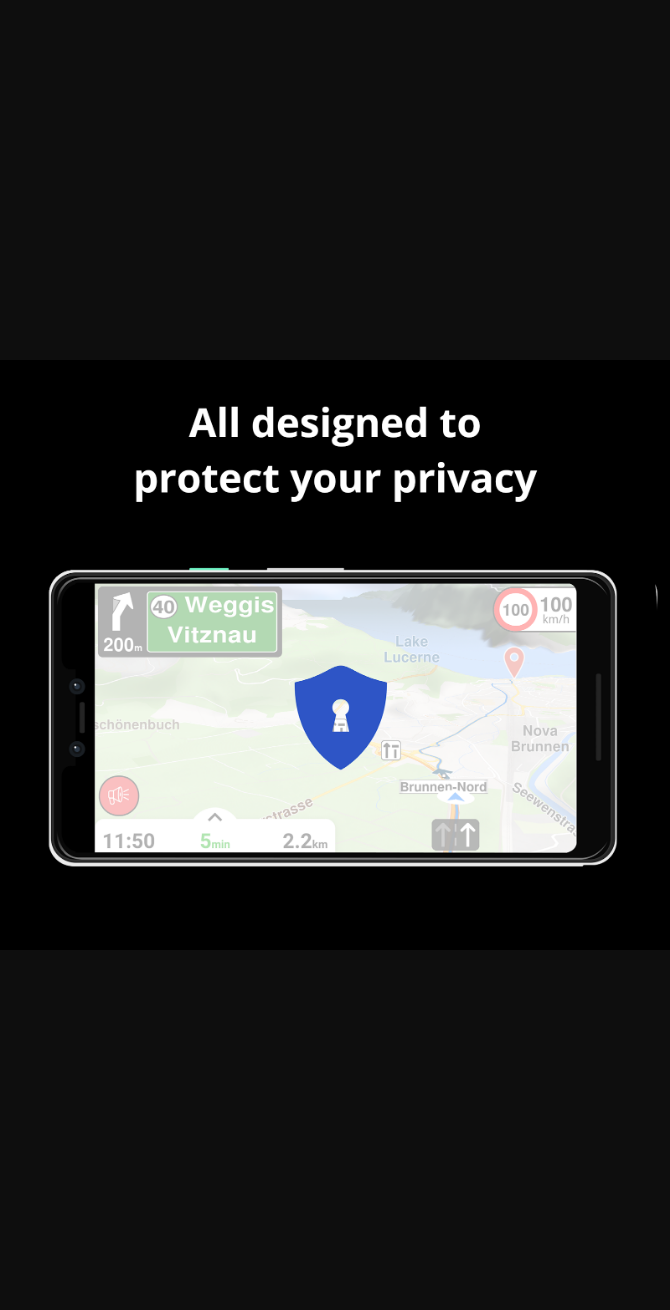 All designed to
protect your privacy
40 Weggis
Vitznau
200m
100
100
km/h
Lake
Lucerne
schönenbuch
Nova
Brunnen
Brunnen-Nord
strasse
Seewenstra
11:50
5min
2.2km